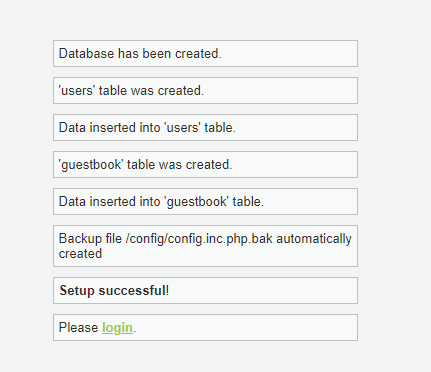 Database has been created.
'users' table was created.
Data inserted into 'users' table.
'guestbook' table was created.
Data inserted into 'guestbook' table.
Backup file /config/config.inc.php.bak automatically
created
Setup successful!
Please login.